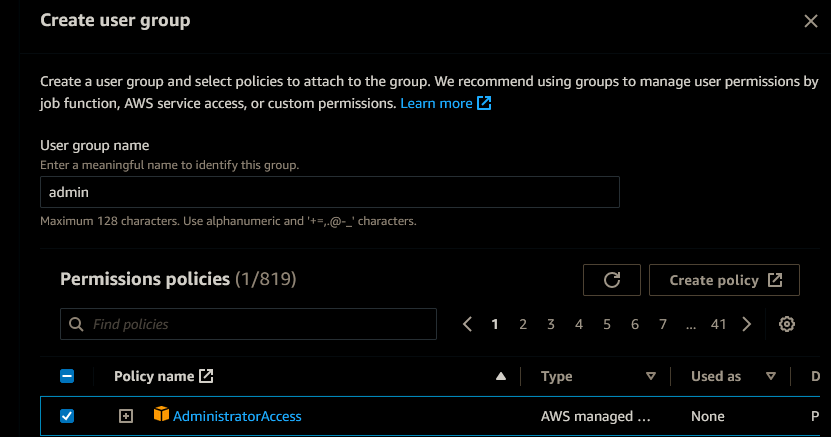 Create user group
Create a user group and select policies to attach to the group. We recommend using groups to manage user permissions by
job function, AWS service access, or custom permissions. Learn more
User group name
Enter a meaningful name to identify this group.
admin
Maximum 128 characters. Use alphanumeric and '+=,.@-_' characters.
Permissions policies (1/819)
Create policy
Find policies
1 2 3 4 5 6 7 ... 41
Policy name Type Used as D
AdministratorAccess AWS managed ... None P